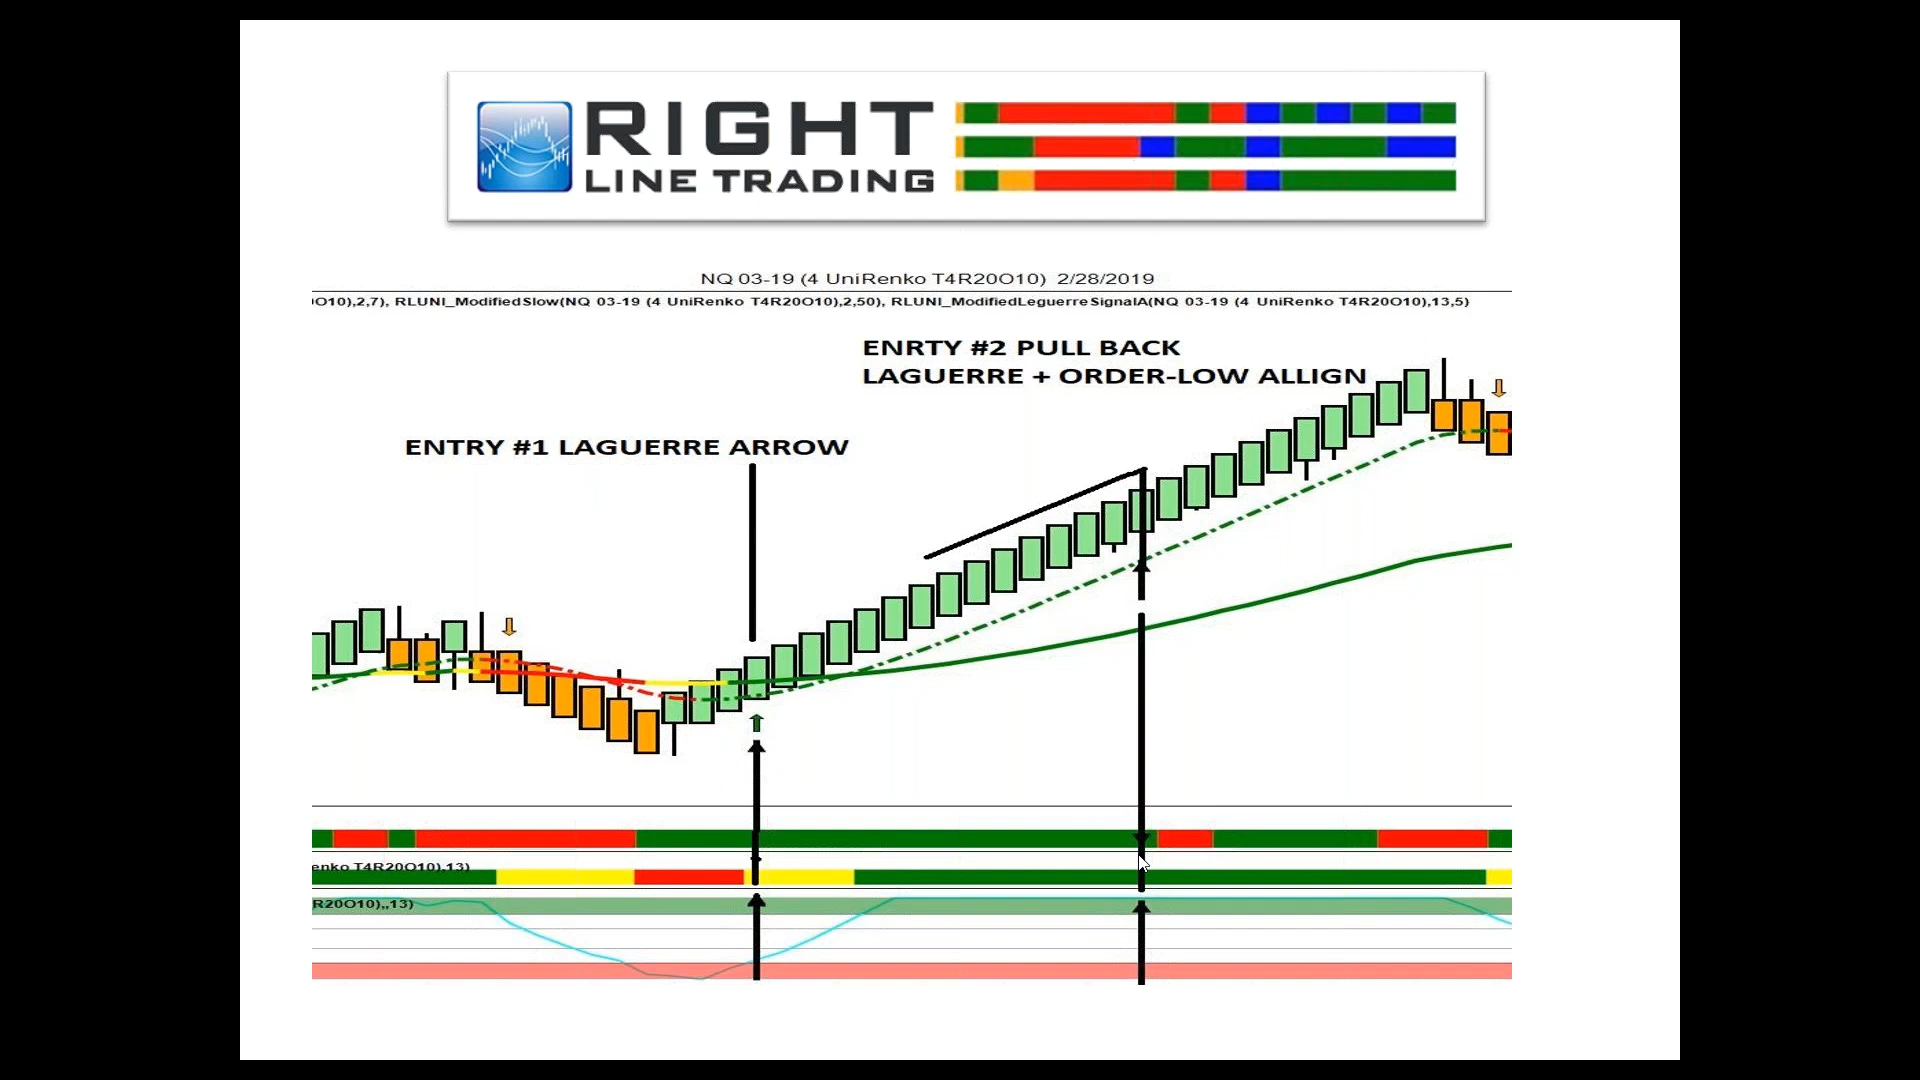 RIGHT
LINE TRADING
NQ 03-19 (4 UniRenko T4R20O10) 2/28/2019
O10),2,7), RLUNI_ModifiedSlow(NQ 03-19 (4 UniRenko T4R20O10),2,50), RLUNI_ModifiedLeguerreSignalA(NQ 03-19 (4 UniRenko T4R20O10),13,5)
ENRTY #2 PULL BACK
LAGUERRE + ORDER-LOW ALLIGN
ENTRY #1 LAGUERRE ARROW
enko T4R20O10),13)
R20O10),,13)